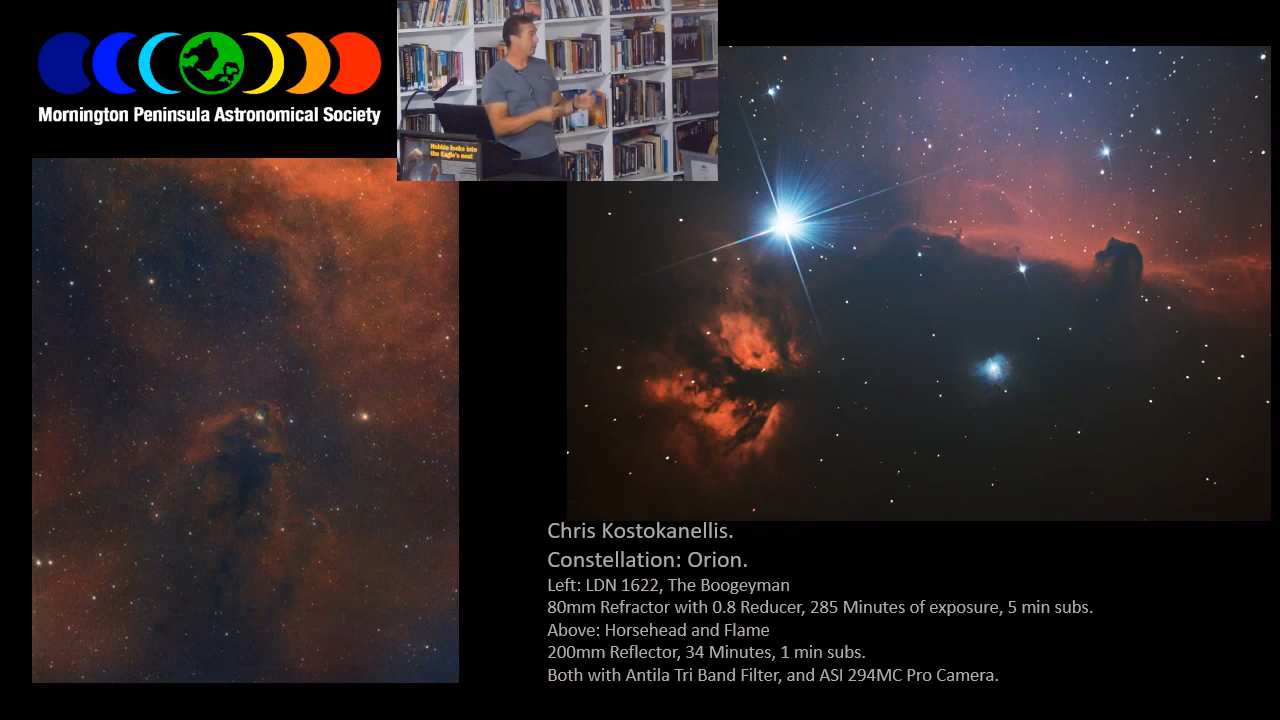 Mornington Peninsula Astronomical Society
Hubble looks into
the Eagle's nest
Chris Kostokanellis.
Constellation: Orion.
Left: LDN 1622, The Boogeyman
80mm Refractor with 0.8 Reducer, 285 Minutes of exposure, 5 min subs.
Above: Horsehead and Flame
200mm Reflector, 34 Minutes, 1 min subs.
Both with Antila Tri Band Filter, and ASI 294MC Pro Camera.